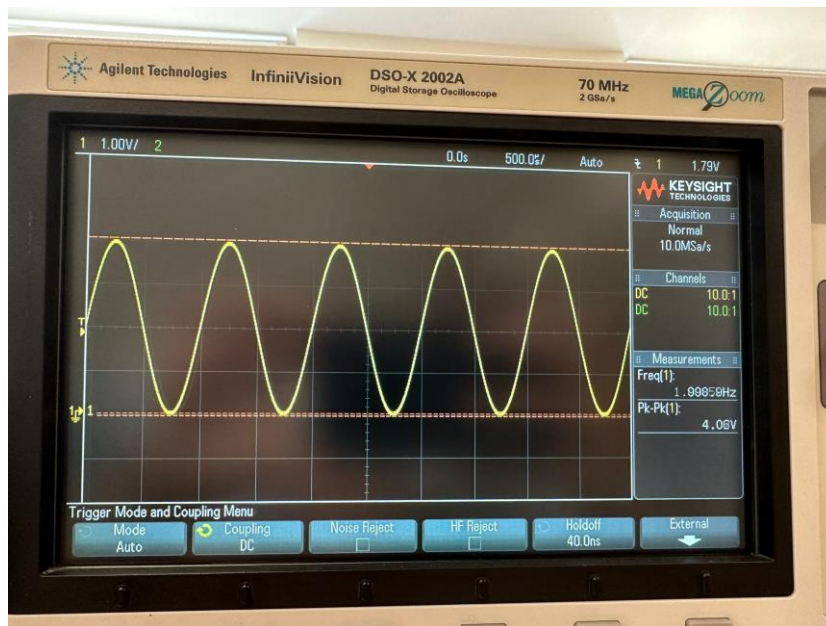 Agilent Technologies InfiniiVision DSO-X 2002A 70 MHz MEGA Zoom
Digital Storage Oscilloscope 2 GSa/s
1 1.00V/ 2 0.0s 500.0㎳/ Auto 1 1.79V
KEYSIGHT
TECHNOLOGIES
Acquisition
Normal
10.0MSa/s
Channels
DC 10.0:1
DC 10.0:1
Measurements
Freq(1):
1.99859Hz
Pk-Pk(1):
4.06V
T
1 1
Trigger Mode and Coupling Menu
Mode Coupling Noise Reject HF Reject Holdoff External
Auto DC 40.0ns